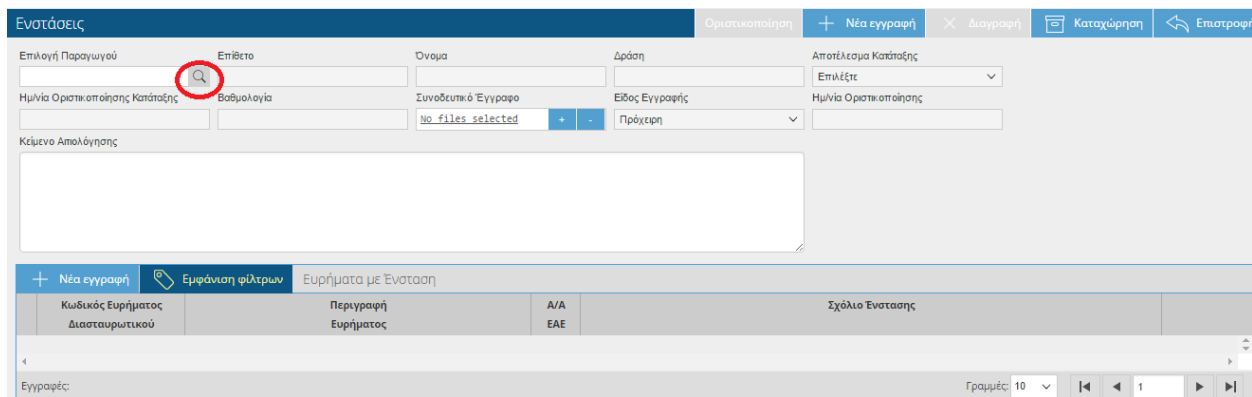 Ενστάσεις Οριστικοποίηση Νέα εγγραφή Διαγραφή Καταχώρηση Επιστροφή
Επιλογή Παραγωγού Επίθετο Όνομα Δράση Αποτέλεσμα Κατάταξης
Επιλέξτε
Ημ/νία Οριστικοποίησης Κατάταξης Βαθμολογία Συνοδευτικό Έγγραφο Είδος Εγγραφής Ημ/νία Οριστικοποίησης
No files selected + - Πρόχειρη
Κείμενο Απολόγησης
Νέα εγγραφή Εμφάνιση φίλτρων Ευρήματα με Ένσταση
Κωδικός Ευρήματος Περιγραφή Α/Α Σχόλιο Ένστασης
Διασταυρωτικού Ευρήματος ΕΑΕ
Εγγραφές: Γραμμές: 10 1